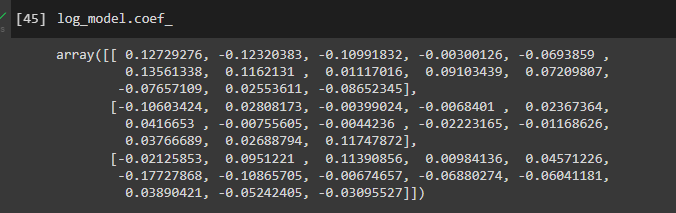 [45] log_model.coef_
s
array([[ 0.12729276, -0.12320383, -0.10991832, -0.00300126, -0.0693859 ,
0.13561338, 0.1162131 , 0.01117016, 0.09103439, 0.07209807,
-0.07657109, 0.02553611, -0.08652345],
[-0.10603424, 0.02808173, -0.00399024, -0.0068401 , 0.02367364,
0.0416653 , -0.00755605, -0.0044236 , -0.02223165, -0.01168626,
0.03766689, 0.02688794, 0.11747872],
[-0.02125853, 0.0951221 , 0.11390856, 0.00984136, 0.04571226,
-0.17727868, -0.10865705, -0.00674657, -0.06880274, -0.06041181,
0.03890421, -0.05242405, -0.03095527]])